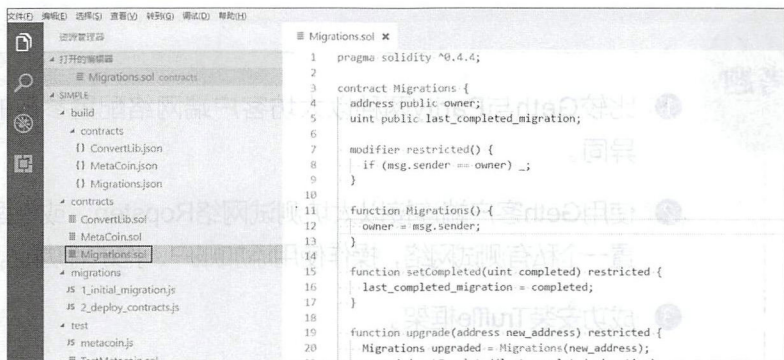 文件(F) 编辑(E) 选择(S) 查看(V) 转到(G) 调试(D) 帮助(H)
资源管理器
打开的编辑器
Migrations.sol contracts
SIMPLE
build
contracts
{} ConvertLib.json
{} MetaCoin.json
{} Migrations.json
contracts
ConvertLib.sol
MetaCoin.sol
Migrations.sol
migrations
JS 1_initial_migration.js
JS 2_deploy_contracts.js
test
JS metacoin.js
Migrations.sol ×
1 pragma solidity ^0.4.4;
2
3 contract Migrations {
4 address public owner;
5 uint public last_completed_migration;
6
7 modifier restricted() {
8 if (msg.sender == owner) _;
9 }
10
11 function Migrations() {
12 owner = msg.sender;
13 }
14
15 function setCompleted(uint completed) restricted {
16 last_completed_migration = completed;
17 }
18
19 function upgrade(address new_address) restricted {
20 Migrations upgraded = Migrations(new_address);